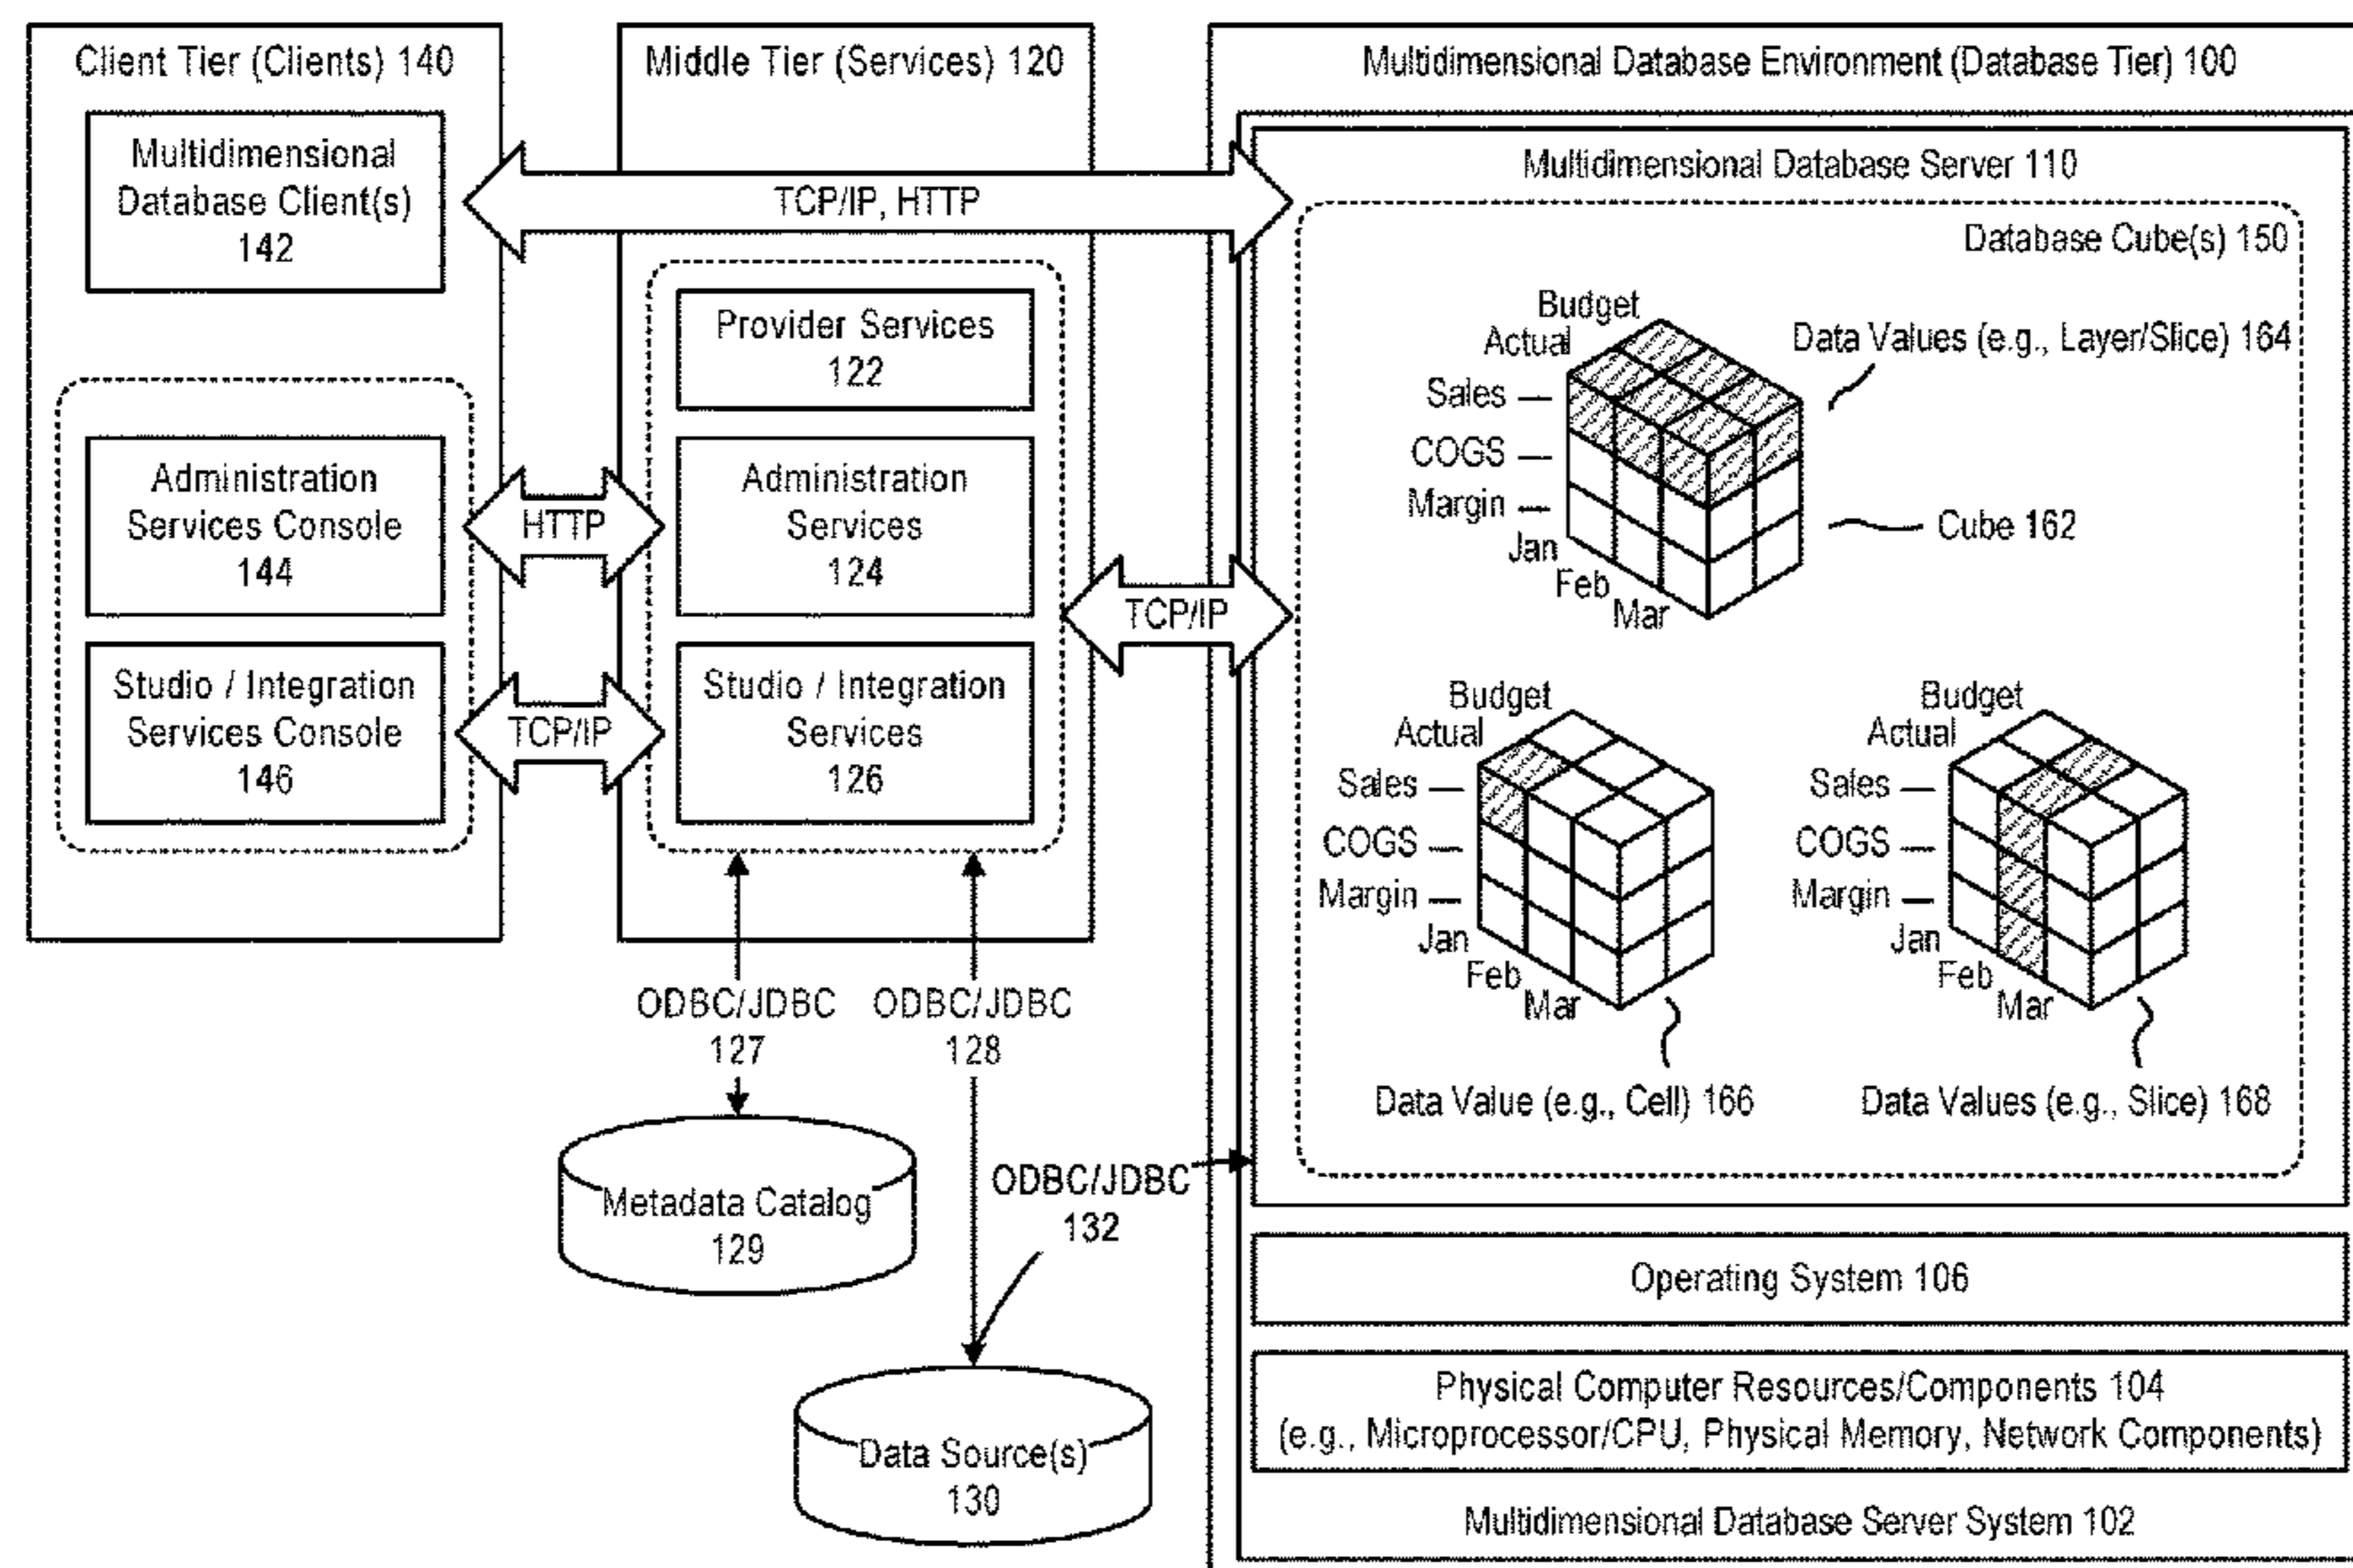 Client Tier (Clients) 140
Multidimensional
Database Client(s)
142
Administration
Services Console
144
Studio / Integration
Services Console
146
Middle Tier (Services) 120
TCP/IP, HTTP
Provider Services
122
Administration
Services
124
Studio / Integration
Services
126
HTTP
TCP/IP
TCP/IP
ODBC/JDBC
127
ODBC/JDBC
128
Metadata Catalog
129
ODBC/JDBC
132
Data Source(s)
130
Multidimensional Database Environment (Database Tier) 100
Multidimensional Database Server 110
Database Cube(s) 150
Budget
Actual
Sales
COGS
Margin
Jan
Feb
Mar
Data Values (e.g., Layer/Slice) 164
Cube 162
Budget
Actual
Sales
COGS
Margin
Jan
Feb
Mar
Data Value (e.g., Cell) 166
Budget
Actual
Sales
COGS
Margin
Jan
Feb
Mar
Data Values (e.g., Slice) 168
Operating System 106
Physical Computer Resources/Components 104
(e.g., Microprocessor/CPU, Physical Memory, Network Components)
Multidimensional Database Server System 102